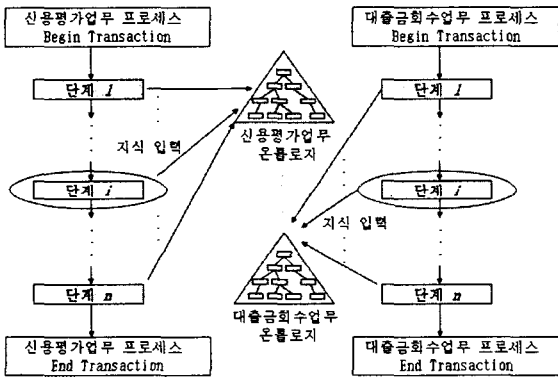 신용평가업무 프로세스
Begin Transaction
단계 1
지식 입력
단계 i
단계 n
신용평가업무 프로세스
End Transaction
신용평가업무
온톨로지
대출금회수업무
온톨로지
대출금회수업무 프로세스
Begin Transaction
단계 1
단계 i
지식 입력
단계 n
대출금회수업무 프로세스
End Transaction